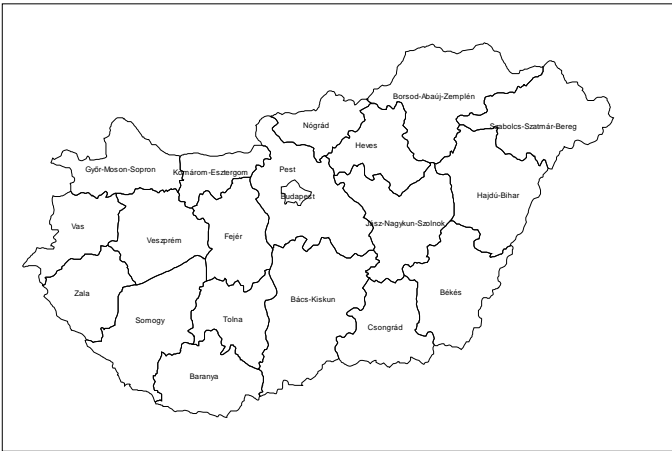 Borsod-Abaúj-Zemplén
Nógrád
Szabolcs-Szatmár-Bereg
Heves
Győr-Moson-Sopron
Komárom-Esztergom
Pest
Budapest
Hajdú-Bihar
Vas
Veszprém
Fejér
Jász-Nagykun-Szolnok
Zala
Somogy
Tolna
Bács-Kiskun
Csongrád
Békés
Baranya